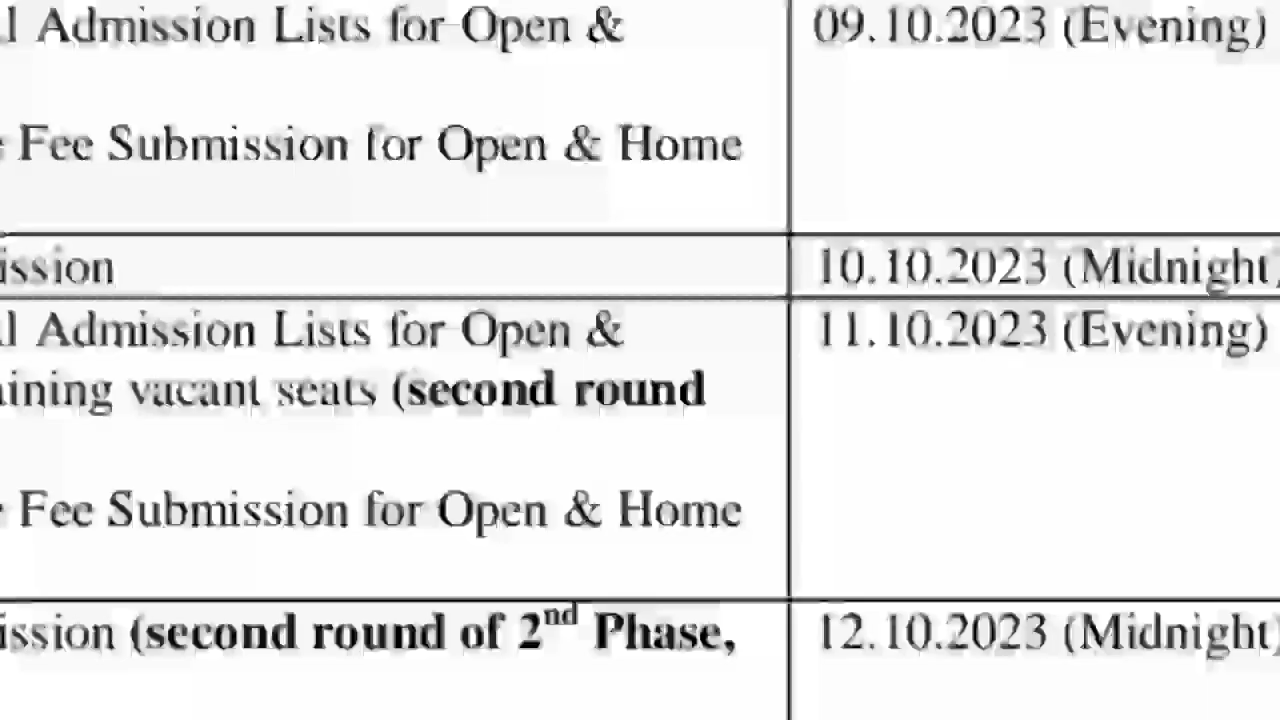 l Admission Lists for Open &
09.10.2023 (Evening)
Fee Submission for Open & Home
ission
10.10.2023 (Midnight)
l Admission Lists for Open &
11.10.2023 (Evening)
aining vacant seats (second round
Fee Submission for Open & Home
ission (second round of 2nd Phase,
12.10.2023 (Midnight)